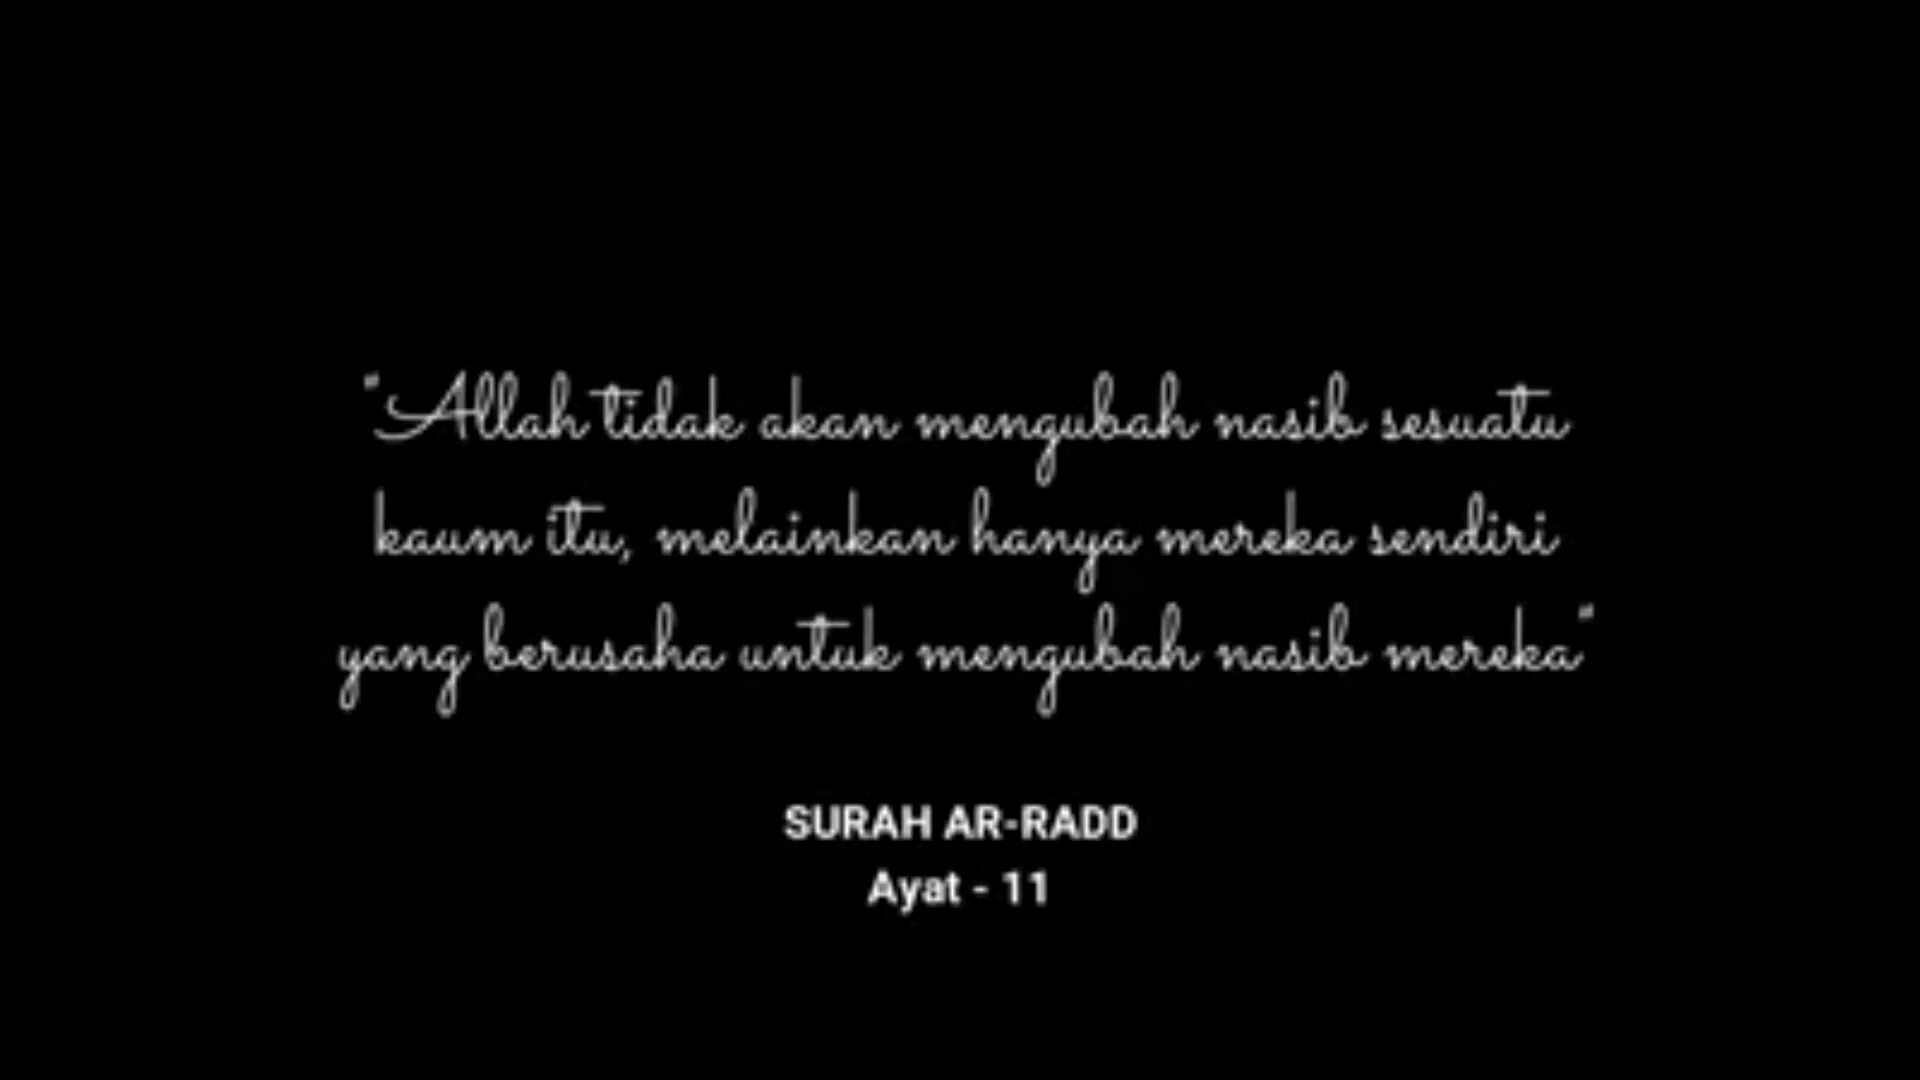 "Allah tidak akan mengubah nasib sesuatu
kaum itu, melainkan hanya mereka sendiri
yang berusaha untuk mengubah nasib mereka"
SURAH AR-RADD
Ayat - 11